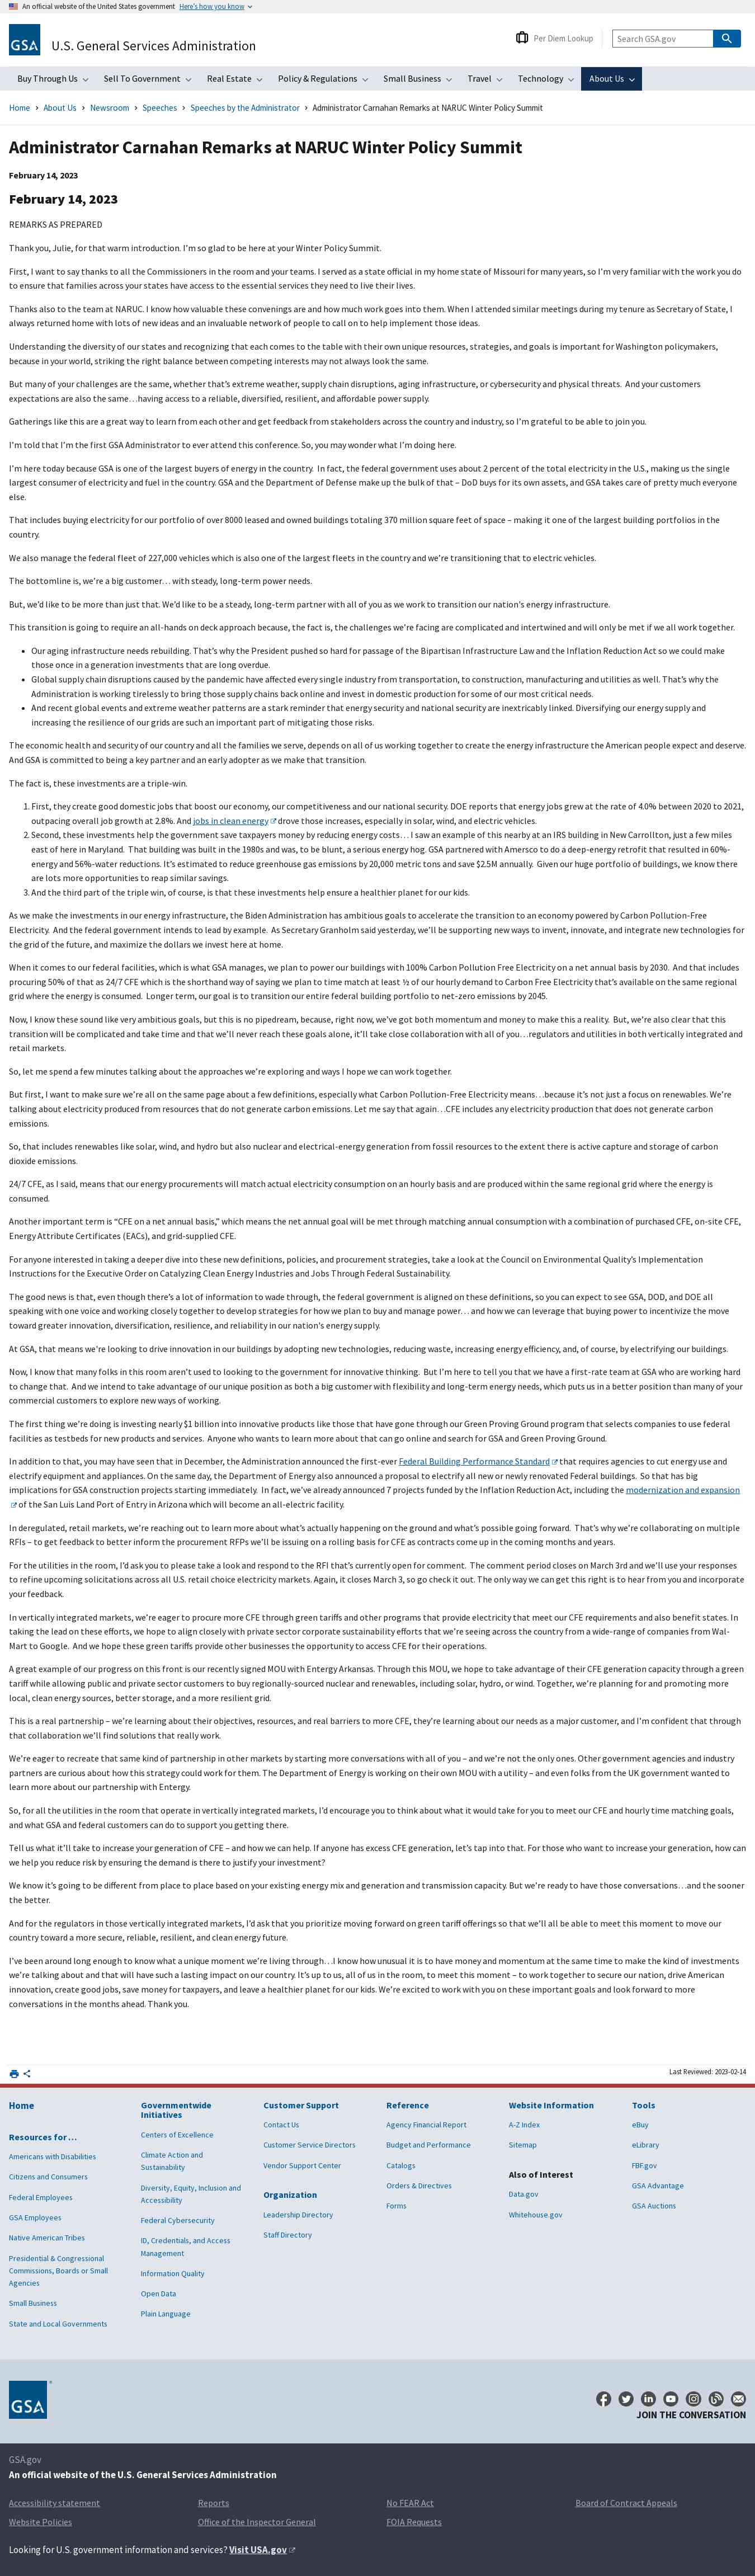 An official website of the United States government Here’s how you know
GSA
U.S. General Services Administration
Per Diem Lookup
Search GSA.gov
Buy Through Us Sell To Government Real Estate Policy & Regulations Small Business Travel Technology About Us
Home › About Us › Newsroom › Speeches › Speeches by the Administrator › Administrator Carnahan Remarks at NARUC Winter Policy Summit
Administrator Carnahan Remarks at NARUC Winter Policy Summit
February 14, 2023
February 14, 2023
REMARKS AS PREPARED
Thank you, Julie, for that warm introduction. I’m so glad to be here at your Winter Policy Summit.
First, I want to say thanks to all the Commissioners in the room and your teams. I served as a state official in my home state of Missouri for many years, so I’m very familiar with the work you do
to ensure that families across your states have access to the essential services they need to live their lives.
Thanks also to the team at NARUC. I know how valuable these convenings are and how much work goes into them. When I attended similar meetings during my tenure as Secretary of State, I
always returned home with lots of new ideas and an invaluable network of people to call on to help implement those ideas.
Understanding the diversity of our states and recognizing that each comes to the table with their own unique resources, strategies, and goals is important for Washington policymakers,
because in your world, striking the right balance between competing interests may not always look the same.
But many of your challenges are the same, whether that’s extreme weather, supply chain disruptions, aging infrastructure, or cybersecurity and physical threats.  And your customers
expectations are also the same…having access to a reliable, diversified, resilient, and affordable power supply.
Gatherings like this are a great way to learn from each other and get feedback from stakeholders across the country and industry, so I’m grateful to be able to join you.
I’m told that I’m the first GSA Administrator to ever attend this conference. So, you may wonder what I’m doing here.
I’m here today because GSA is one of the largest buyers of energy in the country.  In fact, the federal government uses about 2 percent of the total electricity in the U.S., making us the single
largest consumer of electricity and fuel in the country. GSA and the Department of Defense make up the bulk of that – DoD buys for its own assets, and GSA takes care of pretty much everyone
else.
That includes buying electricity for our portfolio of over 8000 leased and owned buildings totaling 370 million square feet of space – making it one of the largest building portfolios in the
country.
We also manage the federal fleet of 227,000 vehicles which is also one of the largest fleets in the country and we’re transitioning that to electric vehicles.
The bottomline is, we’re a big customer… with steady, long-term power needs.
But, we’d like to be more than just that. We’d like to be a steady, long-term partner with all of you as we work to transition our nation's energy infrastructure.
This transition is going to require an all-hands on deck approach because, the fact is, the challenges we’re facing are complicated and intertwined and will only be met if we all work together.
• Our aging infrastructure needs rebuilding. That’s why the President pushed so hard for passage of the Bipartisan Infrastructure Law and the Inflation Reduction Act so we could make
those once in a generation investments that are long overdue.
• Global supply chain disruptions caused by the pandemic have affected every single industry from transportation, to construction, manufacturing and utilities as well. That’s why the
Administration is working tirelessly to bring those supply chains back online and invest in domestic production for some of our most critical needs.
• And recent global events and extreme weather patterns are a stark reminder that energy security and national security are inextricably linked. Diversifying our energy supply and
increasing the resilience of our grids are such an important part of mitigating those risks.
The economic health and security of our country and all the families we serve, depends on all of us working together to create the energy infrastructure the American people expect and deserve.
And GSA is committed to being a key partner and an early adopter as we make that transition.
The fact is, these investments are a triple-win.
1. First, they create good domestic jobs that boost our economy, our competitiveness and our national security. DOE reports that energy jobs grew at the rate of 4.0% between 2020 to 2021,
outpacing overall job growth at 2.8%. And jobs in clean energy drove those increases, especially in solar, wind, and electric vehicles.
2. Second, these investments help the government save taxpayers money by reducing energy costs… I saw an example of this nearby at an IRS building in New Carrollton, just a few miles
east of here in Maryland.  That building was built in the 1980s and was, to be blunt, a serious energy hog. GSA partnered with Amersco to do a deep-energy retrofit that resulted in 60%-
energy and 56%-water reductions. It’s estimated to reduce greenhouse gas emissions by 20,000 metric tons and save $2.5M annually.  Given our huge portfolio of buildings, we know there
are lots more opportunities to reap similar savings.
3. And the third part of the triple win, of course, is that these investments help ensure a healthier planet for our kids.
As we make the investments in our energy infrastructure, the Biden Administration has ambitious goals to accelerate the transition to an economy powered by Carbon Pollution-Free
Electricity.  And the federal government intends to lead by example.  As Secretary Granholm said yesterday, we’ll be supporting new ways to invent, innovate, and integrate new technologies for
the grid of the future, and maximize the dollars we invest here at home.
When it comes to our federal facilities, which is what GSA manages, we plan to power our buildings with 100% Carbon Pollution Free Electricity on a net annual basis by 2030.  And that includes
procuring 50% of that as 24/7 CFE which is the shorthand way of saying we plan to time match at least ½ of our hourly demand to Carbon Free Electricity that is produced within the same regional
grid where the energy is consumed.  Longer term, our goal is to transition our entire federal building portfolio to net-zero emissions by 2045.
Now, I know these sound like very ambitious goals, but this is no pipedream, because, right now, we’ve got both momentum and money to make this a reality.  But, we’re also clear that this
transition will be complicated and take time and that we’ll never reach these goals alone, it’ll take close collaboration with all of you…regulators and utilities in both vertically integrated and
retail markets.
So, let me spend a few minutes talking about the approaches we’re exploring and ways I hope we can work together.
But first, I want to make sure we’re all on the same page about a few definitions, especially what Carbon Pollution-Free Electricity means…because it’s not just a focus on renewables. We’re
talking about electricity produced from resources that do not generate carbon emissions. Let me say that again…CFE includes any electricity production that does not generate carbon
emissions.
So, that includes renewables like solar, wind, and hydro but also nuclear and electrical-energy generation from fossil resources to the extent there is active capture and storage of carbon
dioxide emissions.
24/7 CFE, as I said, means that our energy procurements will match actual electricity consumption on an hourly basis and are produced within the same regional grid where the energy is
consumed.
Another important term is “CFE on a net annual basis,” which means the net annual goal will be met through matching annual consumption with a combination of purchased CFE, on-site CFE,
Energy Attribute Certificates (EACs), and grid-supplied CFE.
For anyone interested in taking a deeper dive into these new definitions, policies, and procurement strategies, take a look at the Council on Environmental Quality’s Implementation
Instructions for the Executive Order on Catalyzing Clean Energy Industries and Jobs Through Federal Sustainability.
The good news is that, even though there’s a lot of information to wade through, the federal government is aligned on these definitions, so you can expect to see GSA, DOD, and DOE all
speaking with one voice and working closely together to develop strategies for how we plan to buy and manage power… and how we can leverage that buying power to incentivize the move
toward greater innovation, diversification, resilience, and reliability in our nation's energy supply.
At GSA, that means we're looking to drive innovation in our buildings by adopting new technologies, reducing waste, increasing energy efficiency, and, of course, by electrifying our buildings.
Now, I know that many folks in this room aren’t used to looking to the government for innovative thinking.  But I’m here to tell you that we have a first-rate team at GSA who are working hard
to change that.  And we intend to take advantage of our unique position as both a big customer with flexibility and long-term energy needs, which puts us in a better position than many of your
commercial customers to explore new ways of working.
The first thing we’re doing is investing nearly $1 billion into innovative products like those that have gone through our Green Proving Ground program that selects companies to use federal
facilities as testbeds for new products and services.  Anyone who wants to learn more about that can go online and search for GSA and Green Proving Ground.
In addition to that, you may have seen that in December, the Administration announced the first-ever Federal Building Performance Standard that requires agencies to cut energy use and
electrify equipment and appliances. On the same day, the Department of Energy also announced a proposal to electrify all new or newly renovated Federal buildings.  So that has big
implications for GSA construction projects starting immediately.  In fact, we’ve already announced 7 projects funded by the Inflation Reduction Act, including the modernization and expansion
of the San Luis Land Port of Entry in Arizona which will become an all-electric facility.
In deregulated, retail markets, we’re reaching out to learn more about what’s actually happening on the ground and what’s possible going forward.  That’s why we’re collaborating on multiple
RFIs – to get feedback to better inform the procurement RFPs we’ll be issuing on a rolling basis for CFE as contracts come up in the coming months and years.
For the utilities in the room, I’d ask you to please take a look and respond to the RFI that’s currently open for comment.  The comment period closes on March 3rd and we’ll use your responses
to refine upcoming solicitations across all U.S. retail choice electricity markets. Again, it closes March 3, so go check it out. The only way we can get this right is to hear from you and incorporate
your feedback.
In vertically integrated markets, we’re eager to procure more CFE through green tariffs and other programs that provide electricity that meet our CFE requirements and also benefit states. In
taking the lead on these efforts, we hope to align closely with private sector corporate sustainability efforts that we’re seeing across the country from a wide-range of companies from Wal-
Mart to Google.  And we hope these green tariffs provide other businesses the opportunity to access CFE for their operations.
A great example of our progress on this front is our recently signed MOU with Entergy Arkansas. Through this MOU, we hope to take advantage of their CFE generation capacity through a green
tariff while allowing public and private sector customers to buy regionally-sourced nuclear and renewables, including solar, hydro, or wind. Together, we’re planning for and promoting more
local, clean energy sources, better storage, and a more resilient grid.
This is a real partnership – we’re learning about their objectives, resources, and real barriers to more CFE, they’re learning about our needs as a major customer, and I’m confident that through
that collaboration we’ll find solutions that really work.
We’re eager to recreate that same kind of partnership in other markets by starting more conversations with all of you – and we’re not the only ones. Other government agencies and industry
partners are curious about how this strategy could work for them. The Department of Energy is working on their own MOU with a utility – and even folks from the UK government wanted to
learn more about our partnership with Entergy.
So, for all the utilities in the room that operate in vertically integrated markets, I’d encourage you to think about what it would take for you to meet our CFE and hourly time matching goals,
and what GSA and federal customers can do to support you getting there.
Tell us what it’ll take to increase your generation of CFE – and how we can help. If anyone has excess CFE generation, let’s tap into that. For those who want to increase your generation, how can
we help you reduce risk by ensuring the demand is there to justify your investment?
We know it’s going to be different from place to place based on your existing energy mix and generation and transmission capacity. But we’re ready to have those conversations…and the sooner
the better.
And for the regulators in those vertically integrated markets, I’d ask that you prioritize moving forward on green tariff offerings so that we’ll all be able to meet this moment to move our
country toward a more secure, reliable, resilient, and clean energy future.
I’ve been around long enough to know what a unique moment we’re living through…I know how unusual it is to have money and momentum at the same time to make the kind of investments
we’re talking about and that will have such a lasting impact on our country. It’s to us, all of us in the room, to meet this moment – to work together to secure our nation, drive American
innovation, create good jobs, save money for taxpayers, and leave a healthier planet for our kids. We’re excited to work with you on these important goals and look forward to more
conversations in the months ahead. Thank you.
Last Reviewed: 2023-02-14
Home
Resources for …
Americans with Disabilities
Citizens and Consumers
Federal Employees
GSA Employees
Native American Tribes
Presidential & Congressional
Commissions, Boards or Small
Agencies
Small Business
State and Local Governments
Governmentwide
Initiatives
Centers of Excellence
Climate Action and
Sustainability
Diversity, Equity, Inclusion and
Accessibility
Federal Cybersecurity
ID, Credentials, and Access
Management
Information Quality
Open Data
Plain Language
Customer Support
Contact Us
Customer Service Directors
Vendor Support Center
Organization
Leadership Directory
Staff Directory
Reference
Agency Financial Report
Budget and Performance
Catalogs
Orders & Directives
Forms
Website Information
A-Z Index
Sitemap
Also of Interest
Data.gov
Whitehouse.gov
Tools
eBuy
eLibrary
FBF.gov
GSA Advantage
GSA Auctions
GSA
JOIN THE CONVERSATION
GSA.gov
An official website of the U.S. General Services Administration
Accessibility statement Reports No FEAR Act Board of Contract Appeals
Website Policies Office of the Inspector General FOIA Requests
Looking for U.S. government information and services? Visit USA.gov